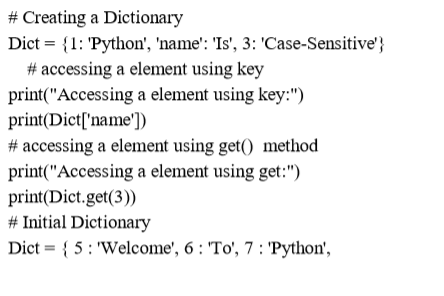 # Creating a Dictionary
Dict = {1: 'Python', 'name': 'Is', 3: 'Case-Sensitive'}
# accessing a element using key
print("Accessing a element using key:")
print(Dict['name'])
# accessing a element using get()  method
print("Accessing a element using get:")
print(Dict.get(3))
# Initial Dictionary
Dict = { 5 : 'Welcome', 6 : 'To', 7 : 'Python',